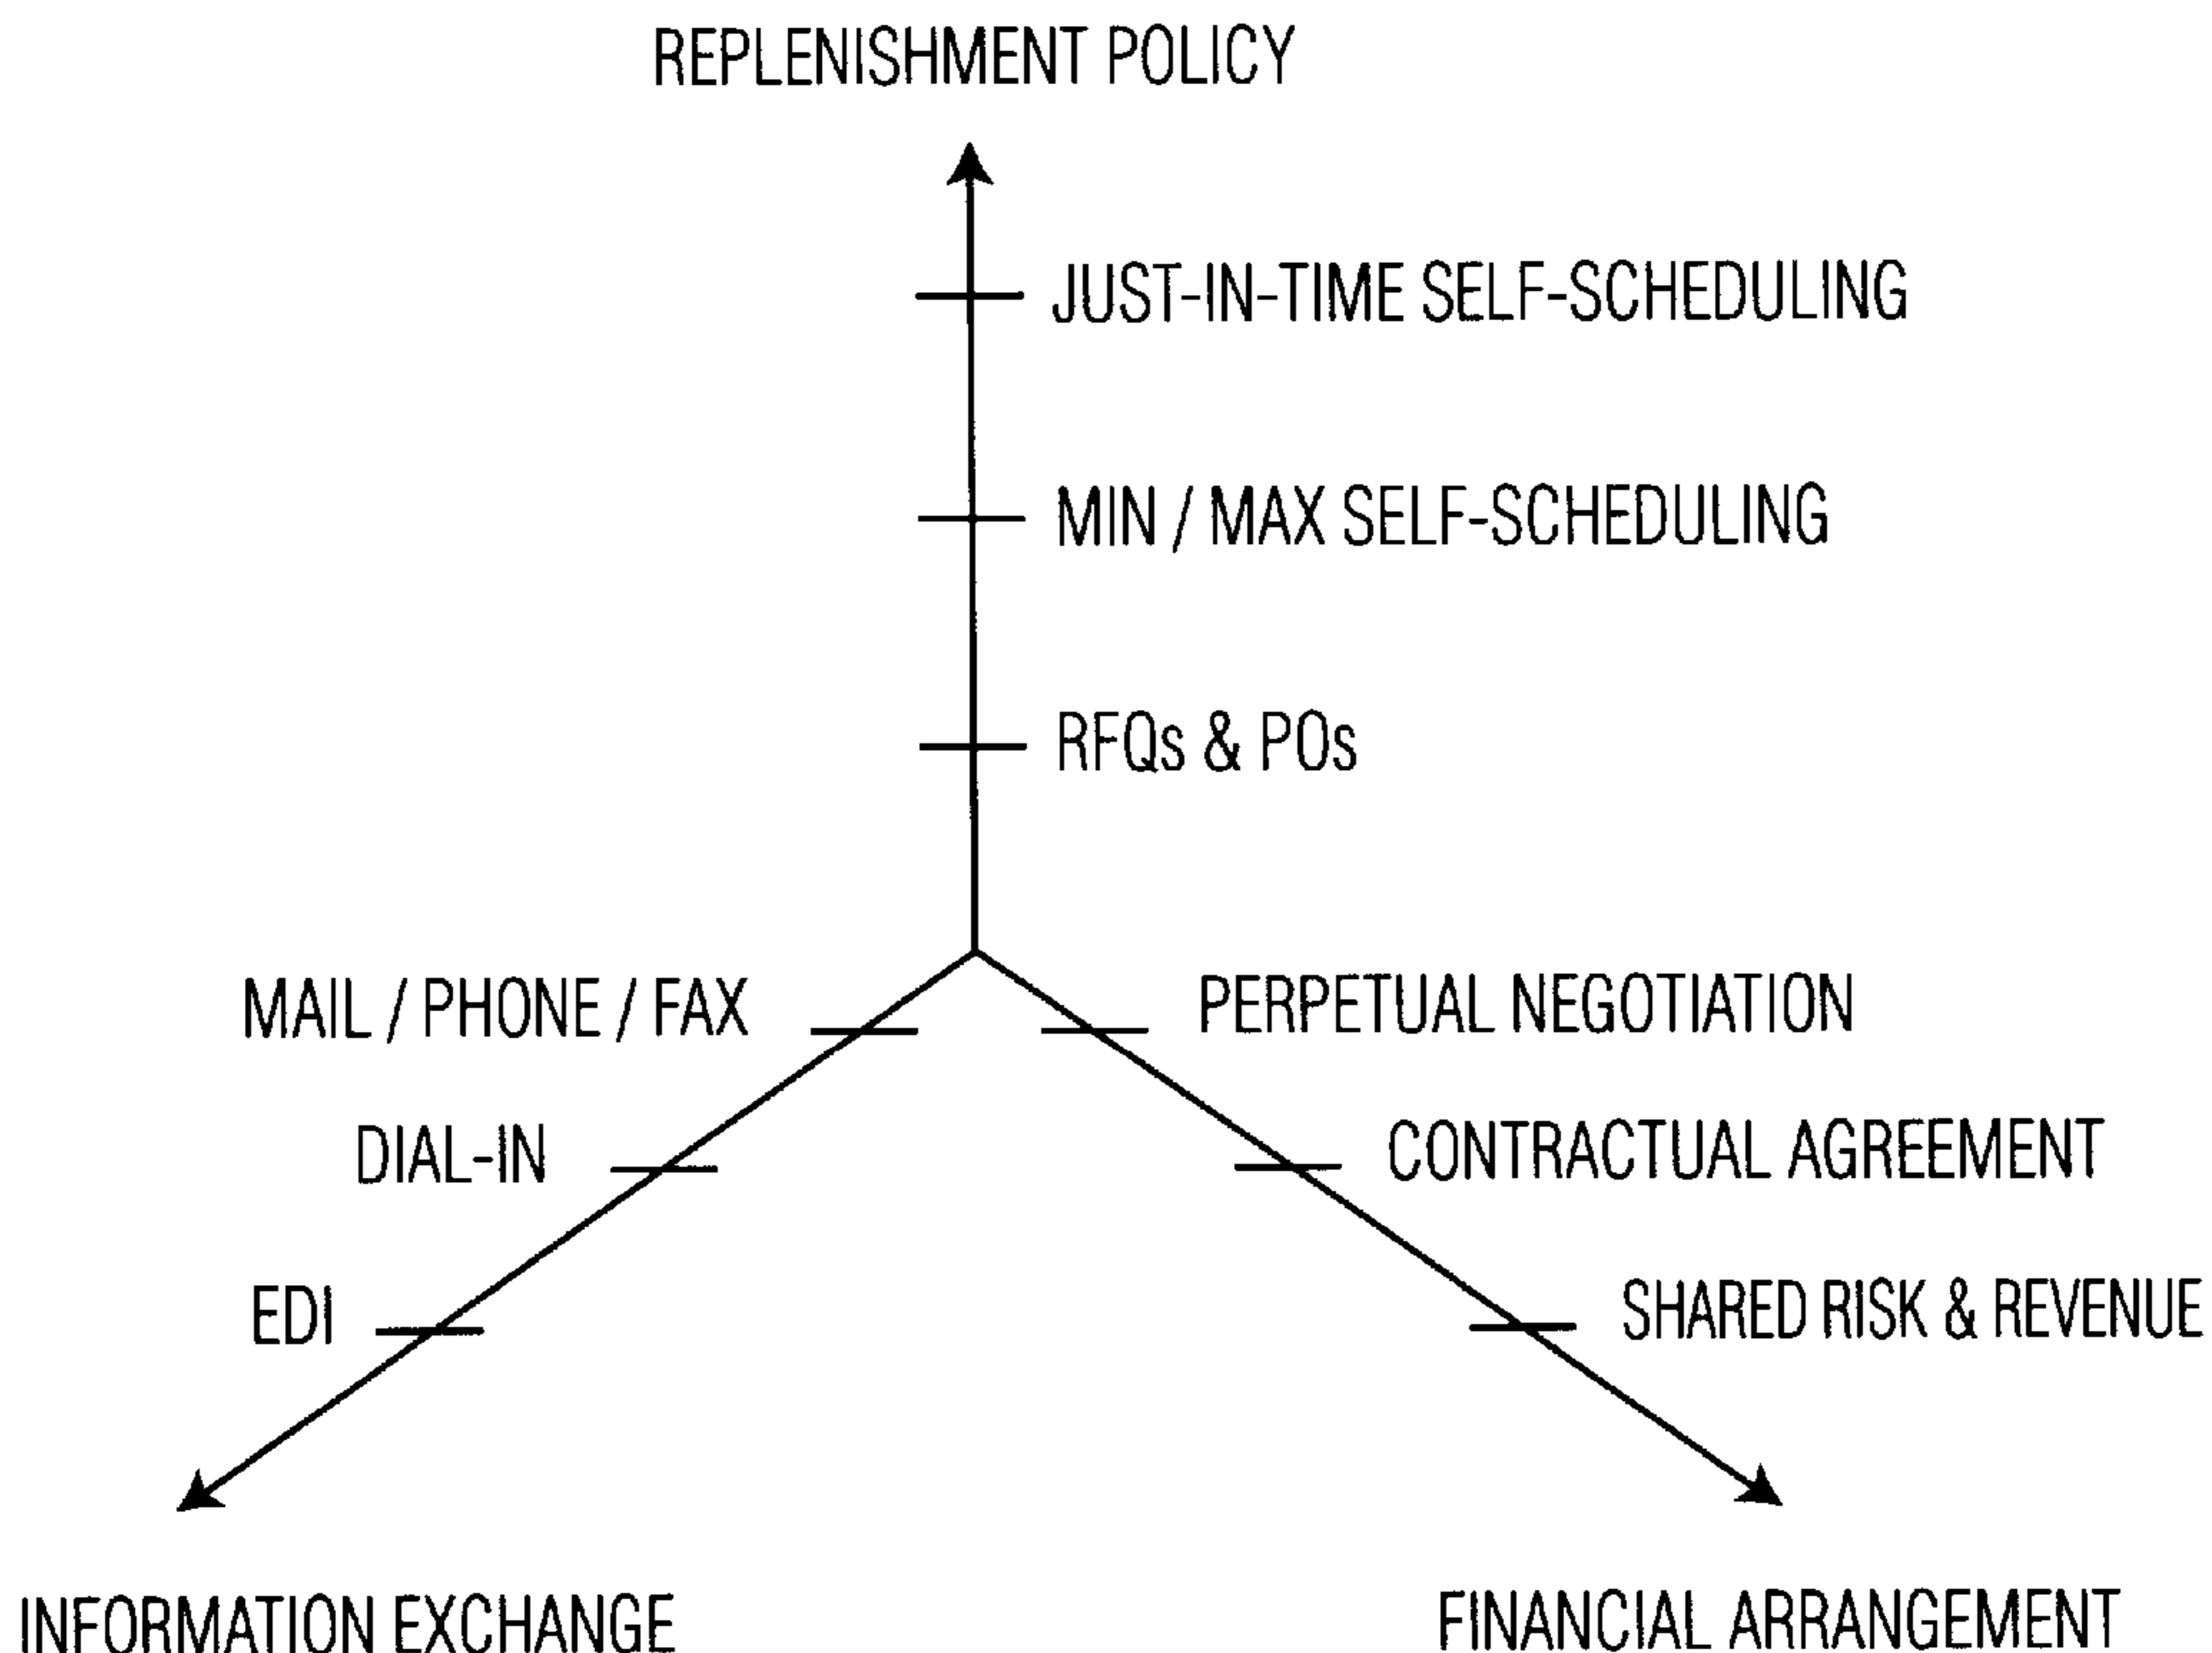 REPLENISHMENT POLICY
JUST-IN-TIME SELF-SCHEDULING
MIN / MAX SELF-SCHEDULING
RFQs & POs
MAIL / PHONE / FAX
PERPETUAL NEGOTIATION
DIAL-IN
CONTRACTUAL AGREEMENT
EDI
SHARED RISK & REVENUE
INFORMATION EXCHANGE
FINANCIAL ARRANGEMENT